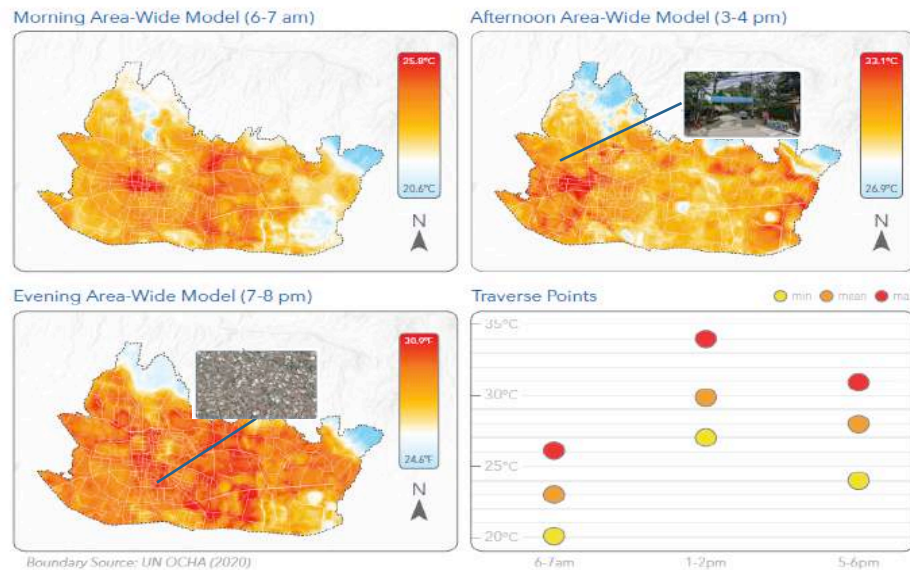 Morning Area-Wide Model (6-7 am)
25.8°C
20.6°C
N
Afternoon Area-Wide Model (3-4 pm)
33.1°C
26.9°C
N
Evening Area-Wide Model (7-8 pm)
30.9°F
24.6°F
N
Boundary Source: UN OCHA (2020)
Traverse Points
min mean ma
35°C
30°C
25°C
20°C
6-7am 1-2pm 5-6pm